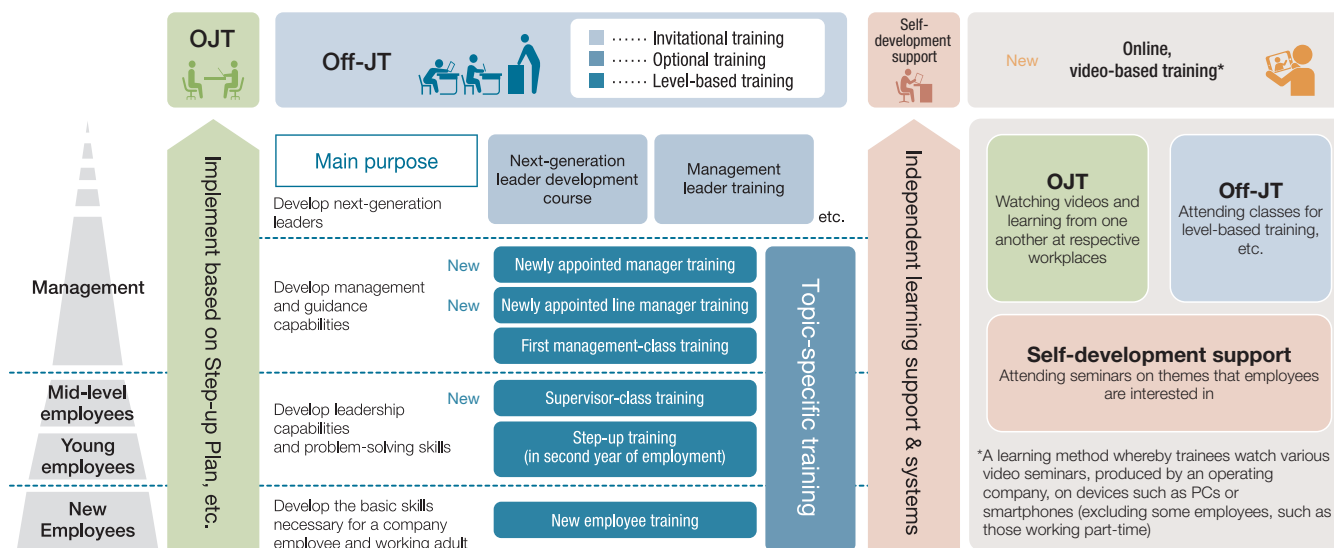 OJT
Off-JT
······ Invitational training
······ Optional training
······ Level-based training
Self-
development
support
New
Online,
video-based training*
Management
Mid-level
employees
Young
employees
New
Employees
Implement based on Step-up Plan, etc.
Main purpose
Develop next-generation
leaders
Next-generation
leader development
course
Management
leader training
etc.
Develop management
and guidance
capabilities
New
Newly appointed manager training
New
Newly appointed line manager training
First management-class training
Develop leadership
capabilities
and problem-solving skills
New
Supervisor-class training
Step-up training
(in second year of employment)
Develop the basic skills
necessary for a company
employee and working adult
New employee training
Topic-specific training
Independent learning support & systems
OJT
Watching videos and
learning from one
another at respective
workplaces
Off-JT
Attending classes for
level-based training,
etc.
Self-development support
Attending seminars on themes that employees
are interested in
*A learning method whereby trainees watch various
video seminars, produced by an operating
company, on devices such as PCs or
smartphones (excluding some employees, such as
those working part-time)